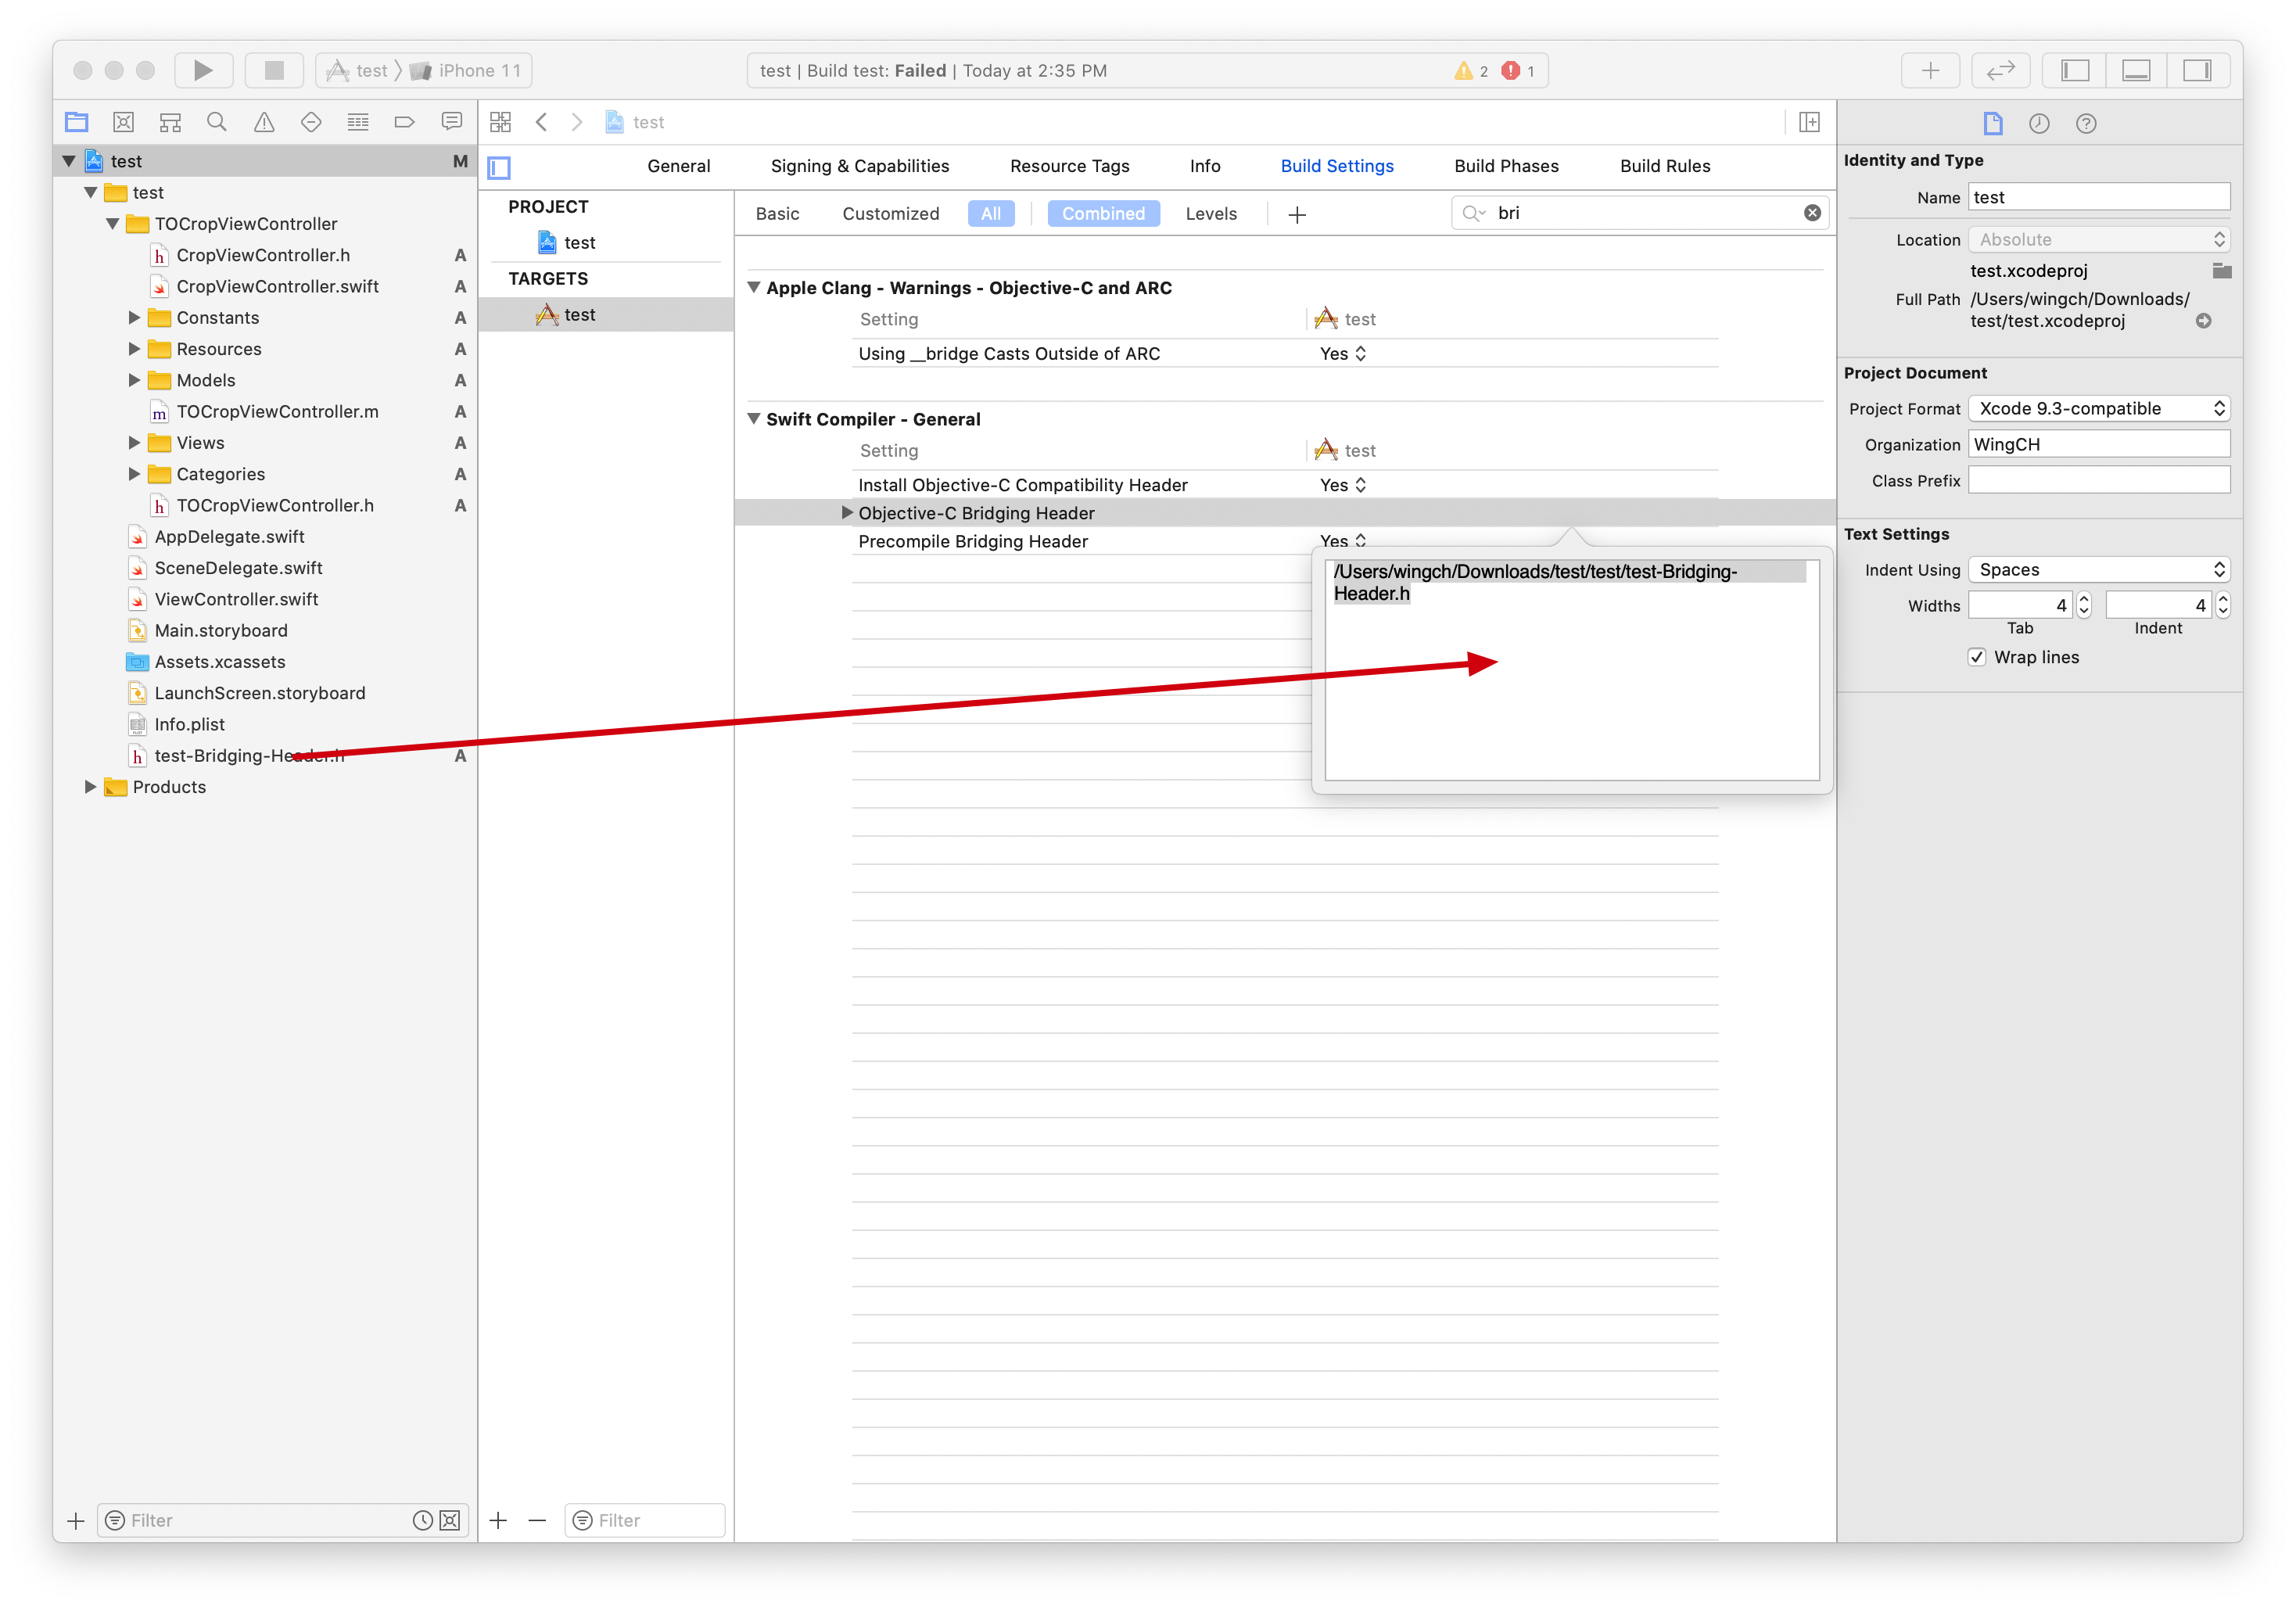 test 〉 iPhone 11
test | Build test: Failed | Today at 2:35 PM
2
1
test M
test
TOCropViewController
CropViewController.h A
CropViewController.swift A
Constants A
Resources A
Models A
TOCropViewController.m A
Views A
Categories A
TOCropViewController.h A
AppDelegate.swift
SceneDelegate.swift
ViewController.swift
Main.storyboard
Assets.xcassets
LaunchScreen.storyboard
Info.plist
test-Bridging-Header.h A
Products
Filter
test
General Signing & Capabilities Resource Tags Info Build Settings Build Phases Build Rules
PROJECT
test
TARGETS
test
Filter
Basic Customized All Combined Levels
bri
Apple Clang - Warnings - Objective-C and ARC
Setting test
Using __bridge Casts Outside of ARC Yes
Swift Compiler - General
Setting test
Install Objective-C Compatibility Header Yes
Objective-C Bridging Header
Precompile Bridging Header Yes
/Users/wingch/Downloads/test/test/test-Bridging-
Header.h
Identity and Type
Name test
Location Absolute
test.xcodeproj
Full Path /Users/wingch/Downloads/
test/test.xcodeproj
Project Document
Project Format Xcode 9.3-compatible
Organization WingCH
Class Prefix
Text Settings
Indent Using Spaces
Widths 4 4
Tab Indent
Wrap lines